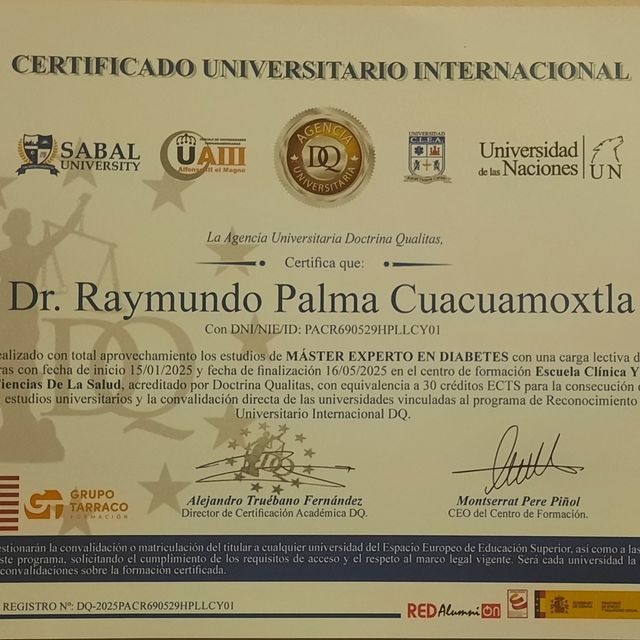 CERTIFICADO UNIVERSITARIO INTERNACIONAL
SABAL
UNIVERSITY
UAIII
Alfonso III el Magno
AGENCIA
DQ
UNIVERSITARIA
UNIVERSIDAD
CLEA
Universidad
de las Naciones
UN
La Agencia Universitaria Doctrina Qualitas,
Certifica que:
Dr. Raymundo Palma Cuacuamoxtla
Con DNI/NIE/ID: PACR690529HPLLCY01
ealizado con total aprovechamiento los estudios de MÁSTER EXPERTO EN DIABETES con una carga lectiva d
ras con fecha de inicio 15/01/2025 y fecha de finalización 16/05/2025 en el centro de formación Escuela Clínica Y
iencias De La Salud, acreditado por Doctrina Qualitas, con equivalencia a 30 créditos ECTS para la consecución
estudios universitarios y la convalidación directa de las universidades vinculadas al programa de Reconocimiento
Universitario Internacional DQ.
GRUPO
TARRACO
FORMACIÓN
Alejandro Truébano Fernández
Director de Certificación Académica DQ.
Montserrat Pere Piñol
CEO del Centro de Formación.
estionarán la convalidación o matriculación del titular a cualquier universidad del Espacio Europeo de Educación Superior, así como a las
ste programa, solicitando el cumplimiento de los requisitos de acceso y el respeto al marco legal vigente. Será cada universidad la
convalidaciones sobre la formación certificada.
REGISTRO Nº: DQ-2025PACR690529HPLLCY01
RED Alumni ON